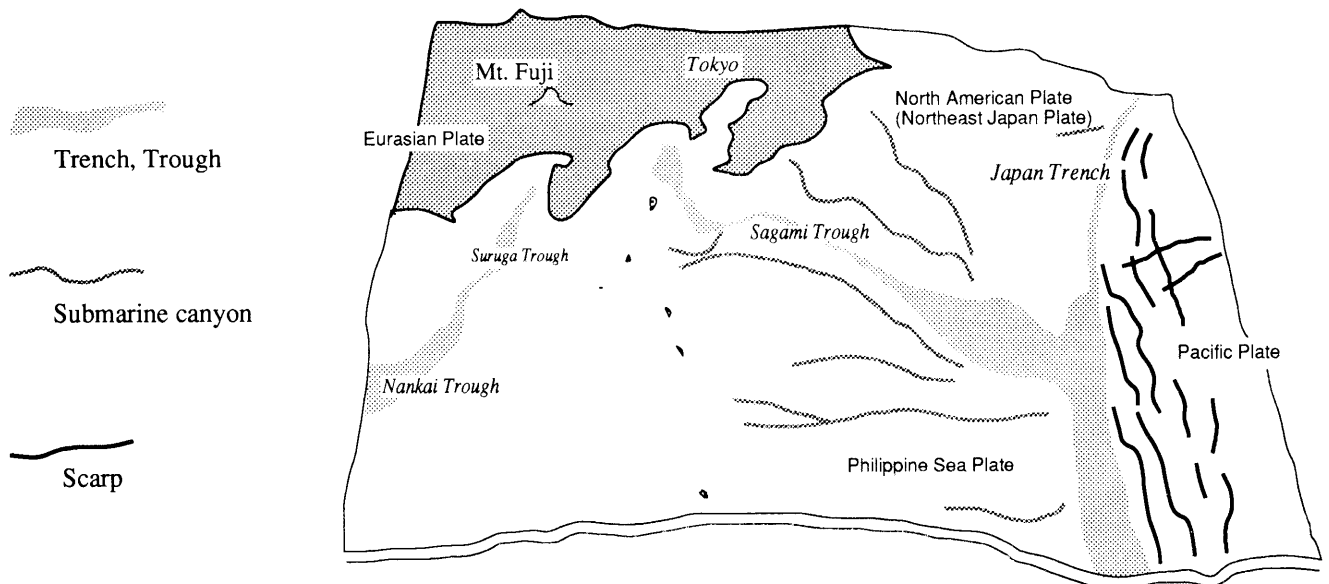 Trench, Trough
Submarine canyon
Scarp
Mt. Fuji
Tokyo
Eurasian Plate
North American Plate
(Northeast Japan Plate)
Japan Trench
Suruga Trough
Sagami Trough
Nankai Trough
Pacific Plate
Philippine Sea Plate